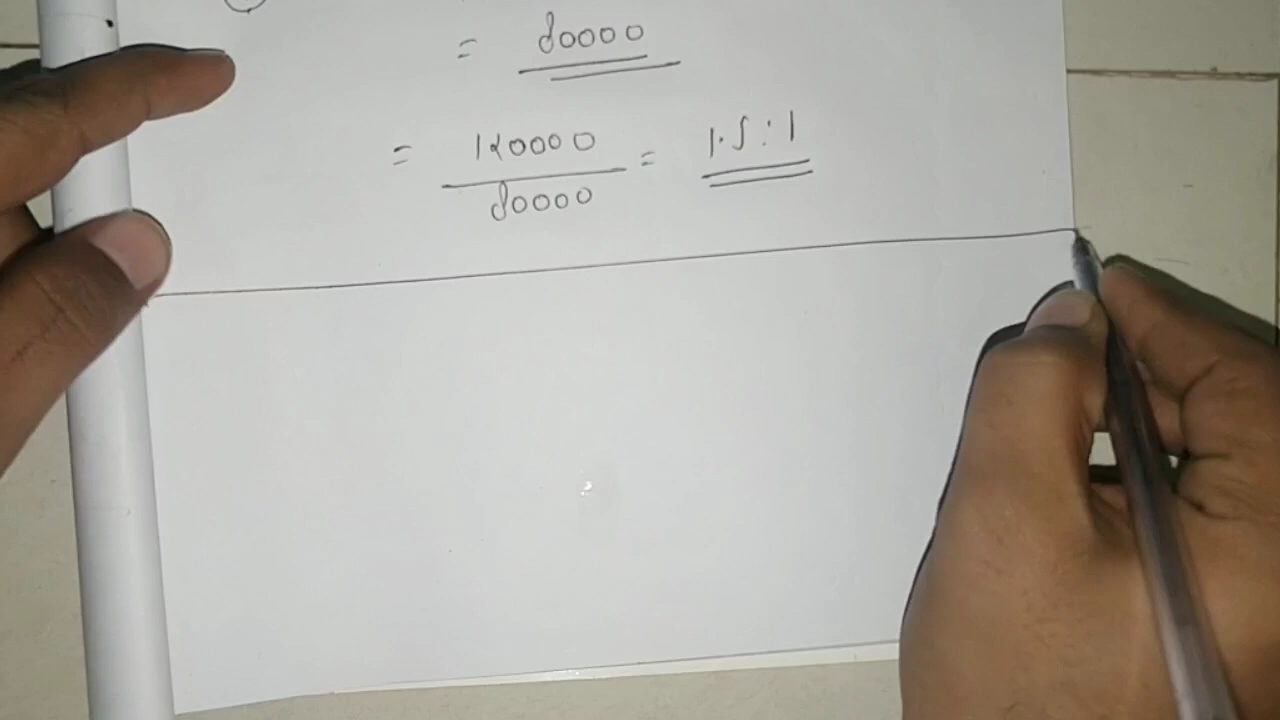 = 80000
= 120000 / 80000 = 1.5 : 1